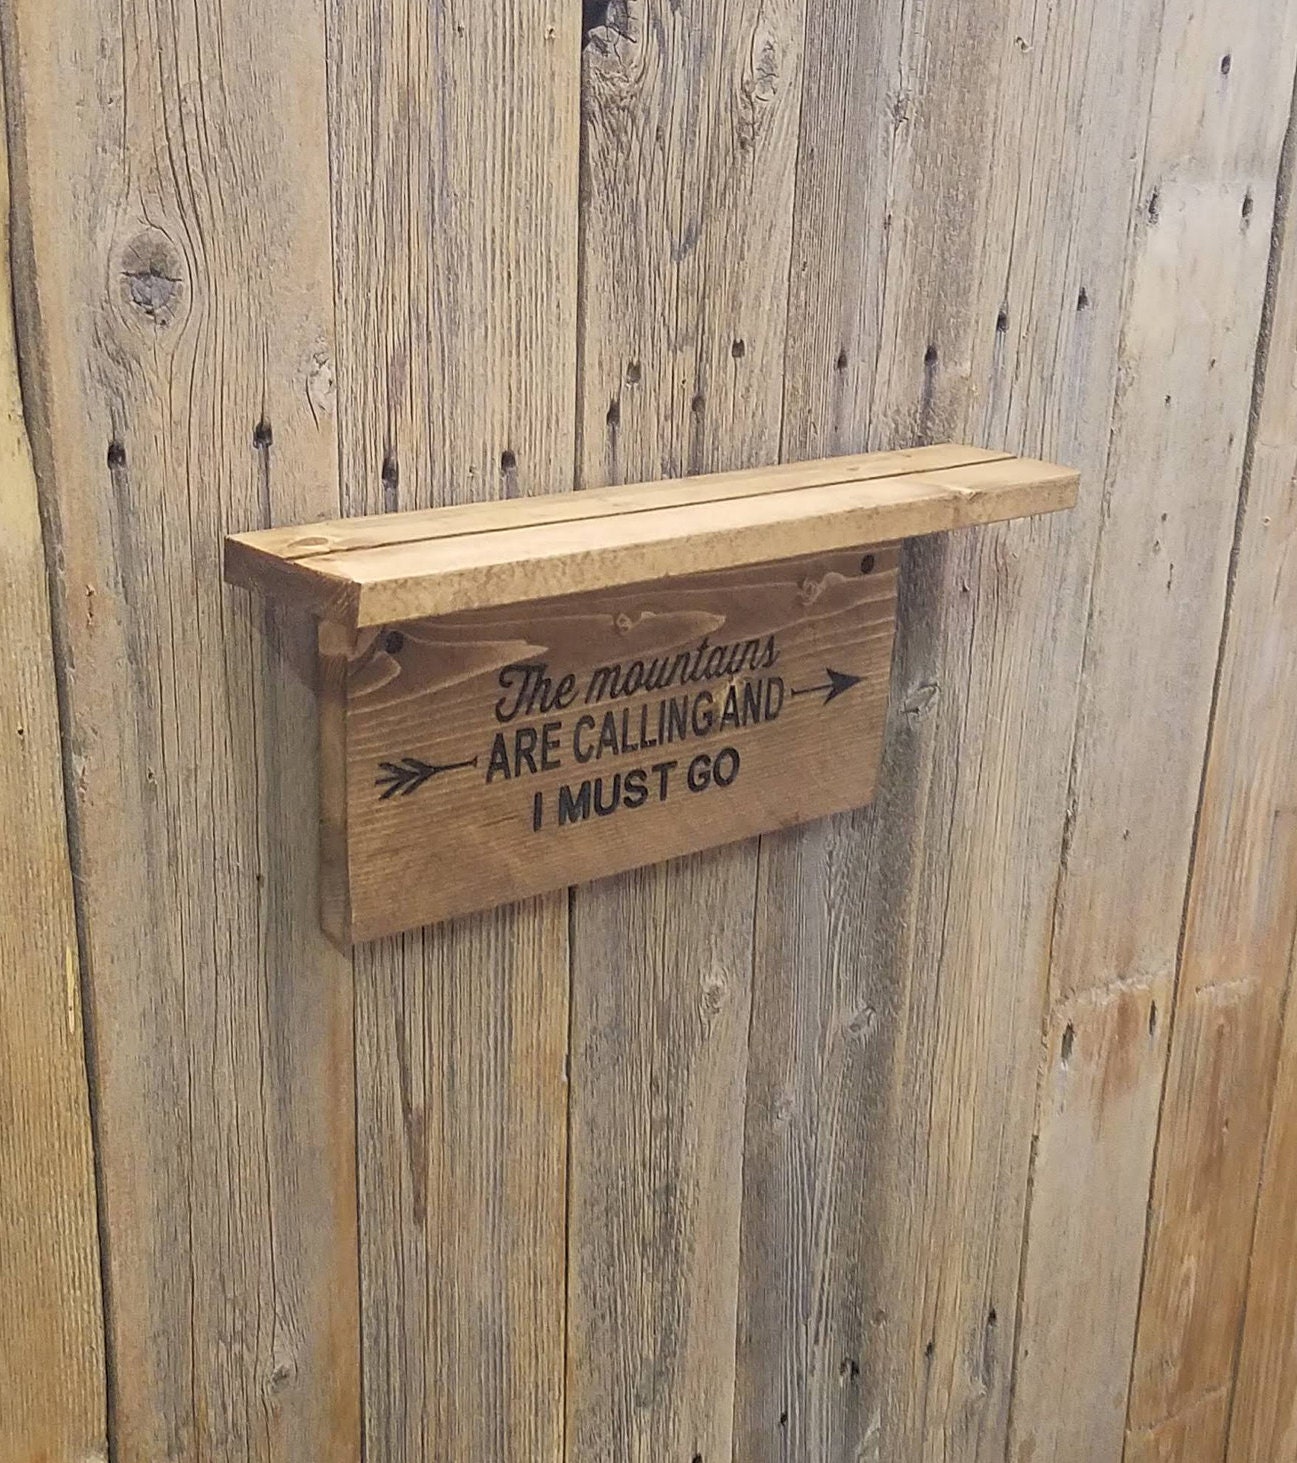 The mountains
ARE CALLING AND
I MUST GO